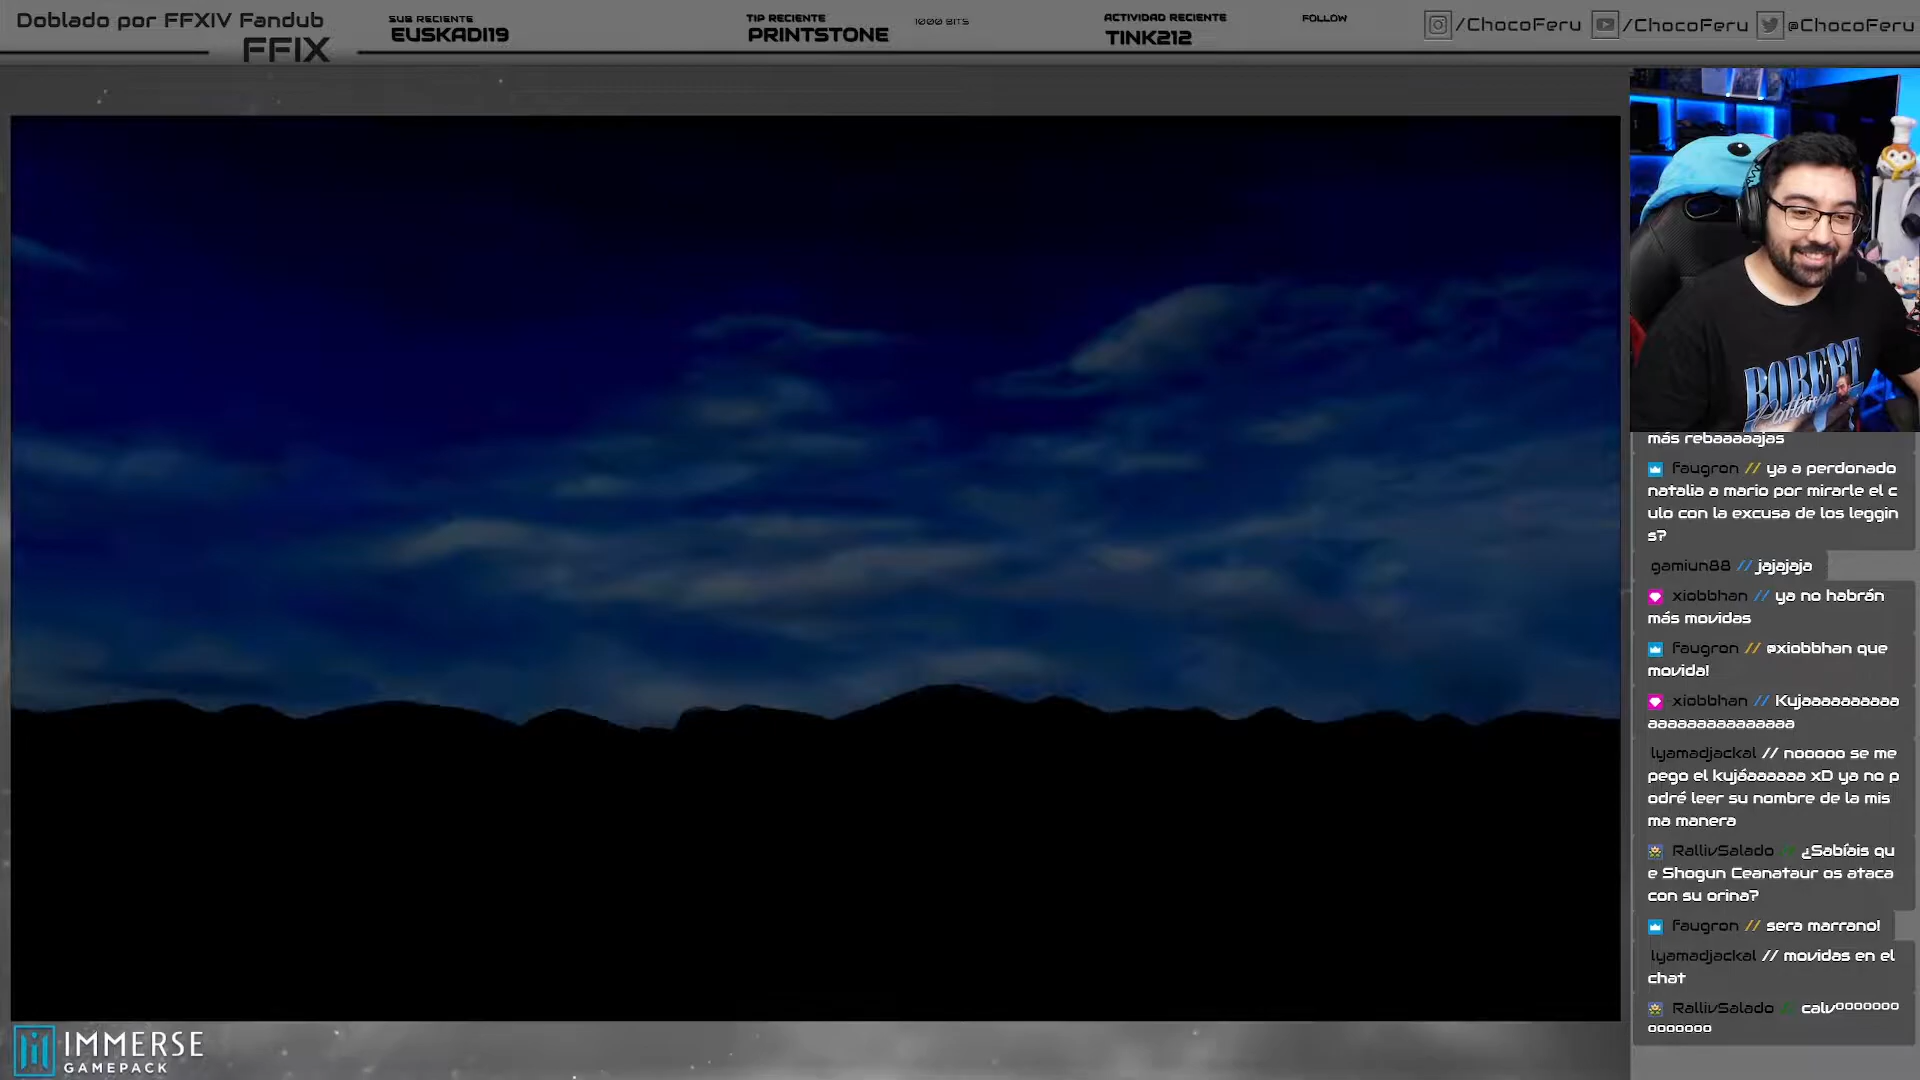 Doblado por FFXIV Fandub
FFIX
SUB RECIENTE
EUSKADI19
TIP RECIENTE
PRINTSTONE
1000 BITS
ACTIVIDAD RECIENTE
TINK212
FOLLOW
/ChocoFeru
/ChocoFeru
@ChocoFeru
ROBERT
Pattinson
más rebaaaaajas
faugron // ya a perdonado
natalia a mario por mirarle el c
ulo con la excusa de los leggin
s?
gamiun88 // jajajaja
xiobbhan // ya no habrán
más movidas
faugron // @xiobbhan que
movida!
xiobbhan // Kujaaaaaaaaaa
aaaaaaaaaaaaaaa
lyamadjackal // nooooo se me
pego el kujáaaaaaa xD ya no p
odré leer su nombre de la mis
ma manera
RallivSalado // ¿Sabíais qu
e Shogun Ceanataur os ataca
con su orina?
faugron // sera marrano!
lyamadjackal // movidas en el
chat
RallivSalado // calvooooooo
ooooooo
IMMERSE
GAMEPACK